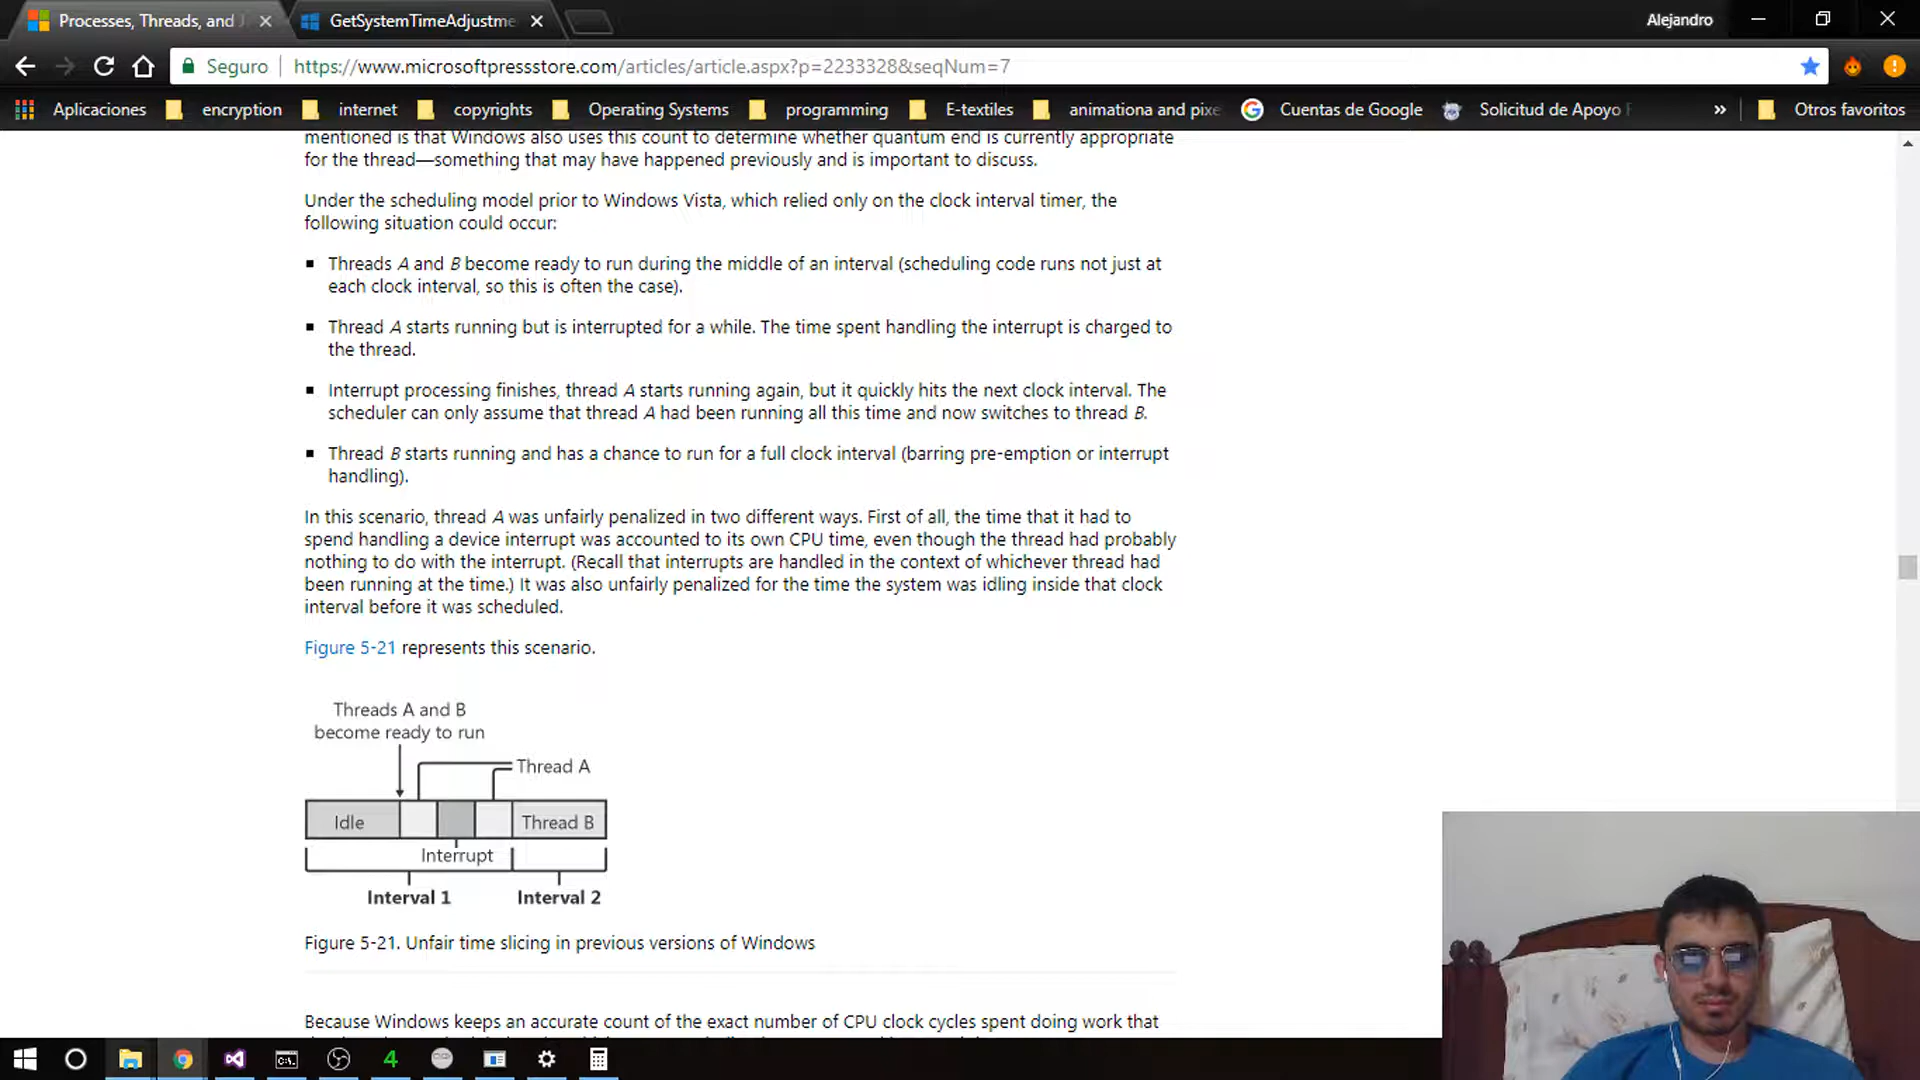 Processes, Threads, and J
GetSystemTimeAdjustme
Alejandro
Seguro
https://www.microsoftpressstore.com/articles/article.aspx?p=2233328&seqNum=7
Aplicaciones
encryption
internet
copyrights
Operating Systems
programming
E-textiles
animationa and pixe
Cuentas de Google
Solicitud de Apoyo
»
Otros favoritos
mentioned is that Windows also uses this count to determine whether quantum end is currently appropriate
for the thread—something that may have happened previously and is important to discuss.
Under the scheduling model prior to Windows Vista, which relied only on the clock interval timer, the
following situation could occur:
Threads A and B become ready to run during the middle of an interval (scheduling code runs not just at
each clock interval, so this is often the case).
Thread A starts running but is interrupted for a while. The time spent handling the interrupt is charged to
the thread.
Interrupt processing finishes, thread A starts running again, but it quickly hits the next clock interval. The
scheduler can only assume that thread A had been running all this time and now switches to thread B.
Thread B starts running and has a chance to run for a full clock interval (barring pre-emption or interrupt
handling).
In this scenario, thread A was unfairly penalized in two different ways. First of all, the time that it had to
spend handling a device interrupt was accounted to its own CPU time, even though the thread had probably
nothing to do with the interrupt. (Recall that interrupts are handled in the context of whichever thread had
been running at the time.) It was also unfairly penalized for the time the system was idling inside that clock
interval before it was scheduled.
Figure 5-21 represents this scenario.
Threads A and B
become ready to run
Thread A
Idle
Thread B
Interrupt
Interval 1
Interval 2
Figure 5-21. Unfair time slicing in previous versions of Windows
Because Windows keeps an accurate count of the exact number of CPU clock cycles spent doing work that
4